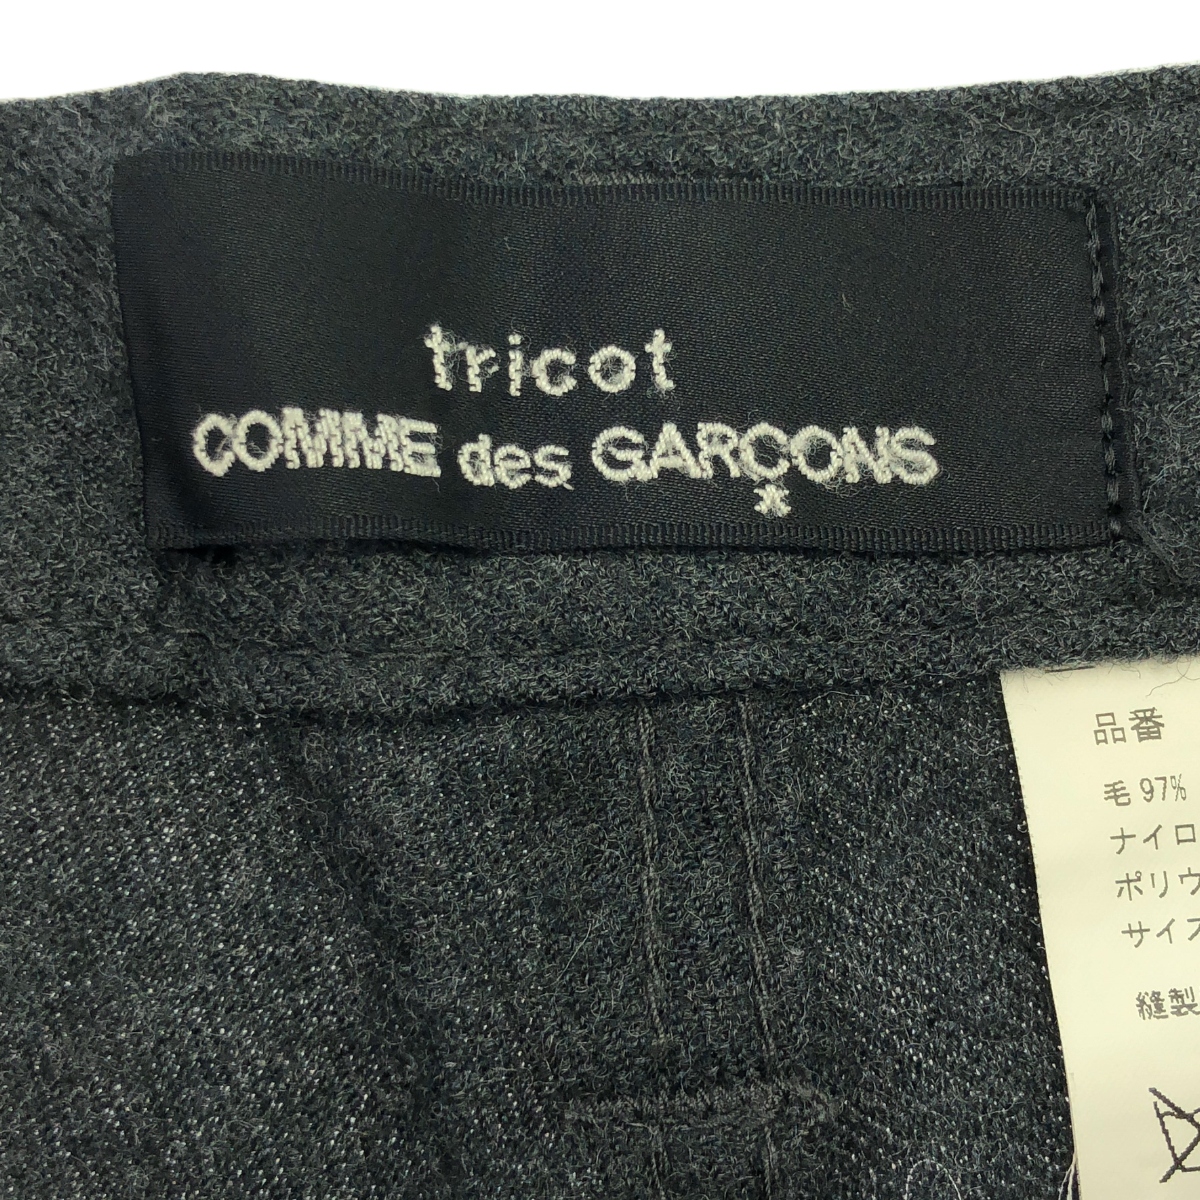 tricot
COMME des GARÇONS
品番
毛 97%
ナイロ
ポリウ
サイズ
縫製